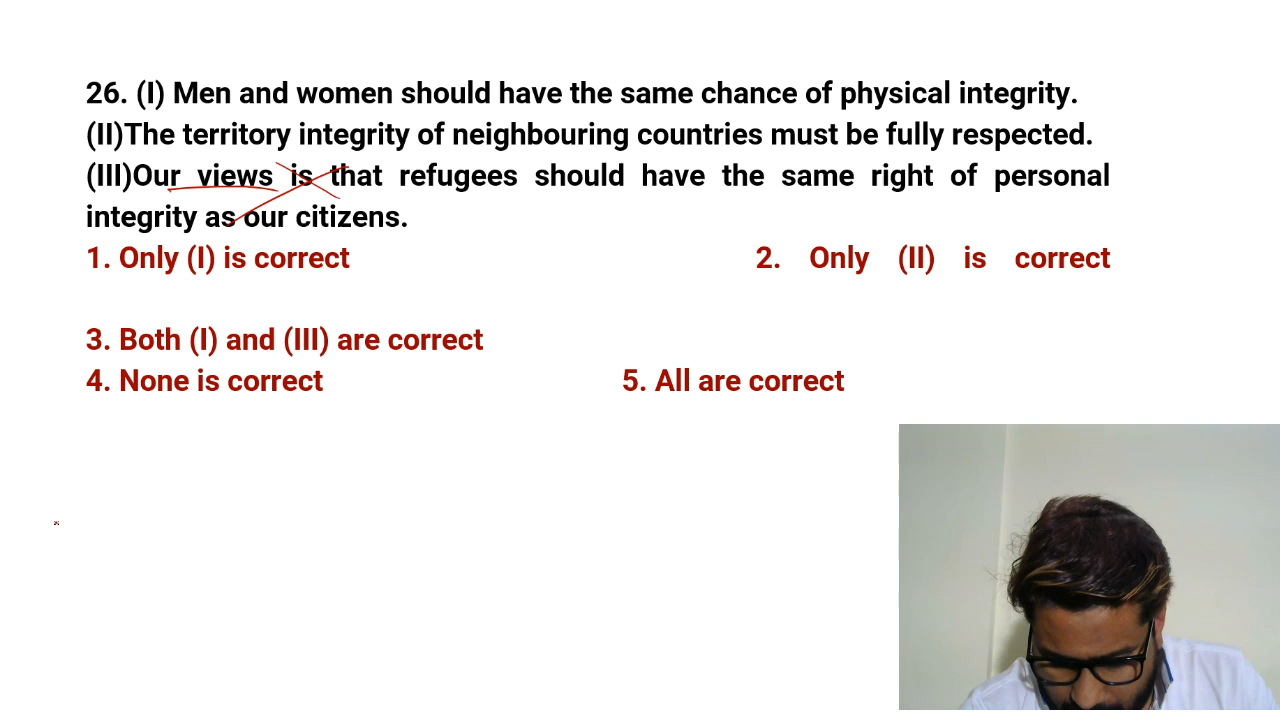 26. (I) Men and women should have the same chance of physical integrity.
(II)The territory integrity of neighbouring countries must be fully respected.
(III)Our views is that refugees should have the same right of personal
integrity as our citizens.
1. Only (I) is correct 2. Only (II) is correct
3. Both (I) and (III) are correct
4. None is correct 5. All are correct